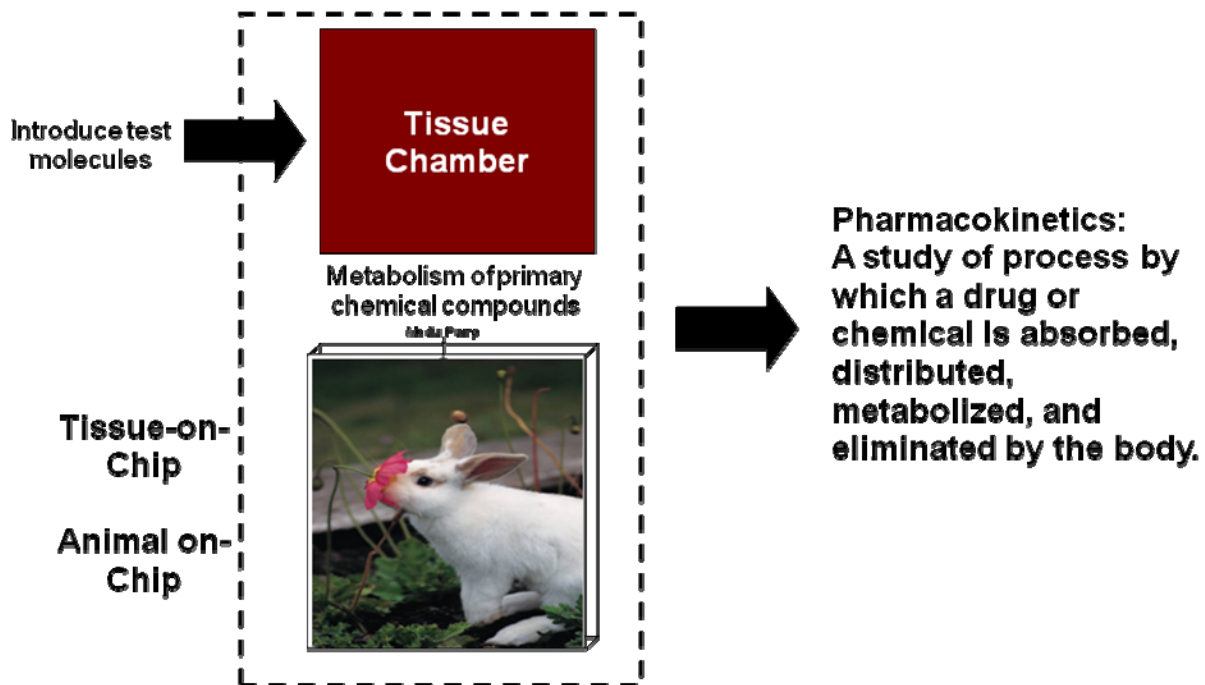 Introduce test
molecules
Tissue
Chamber
Metabolism of primary
chemical compounds
Tissue-on-
Chip
Animal on-
Chip
Pharmacokinetics:
A study of process by
which a drug or
chemical is absorbed,
distributed,
metabolized, and
eliminated by the body.